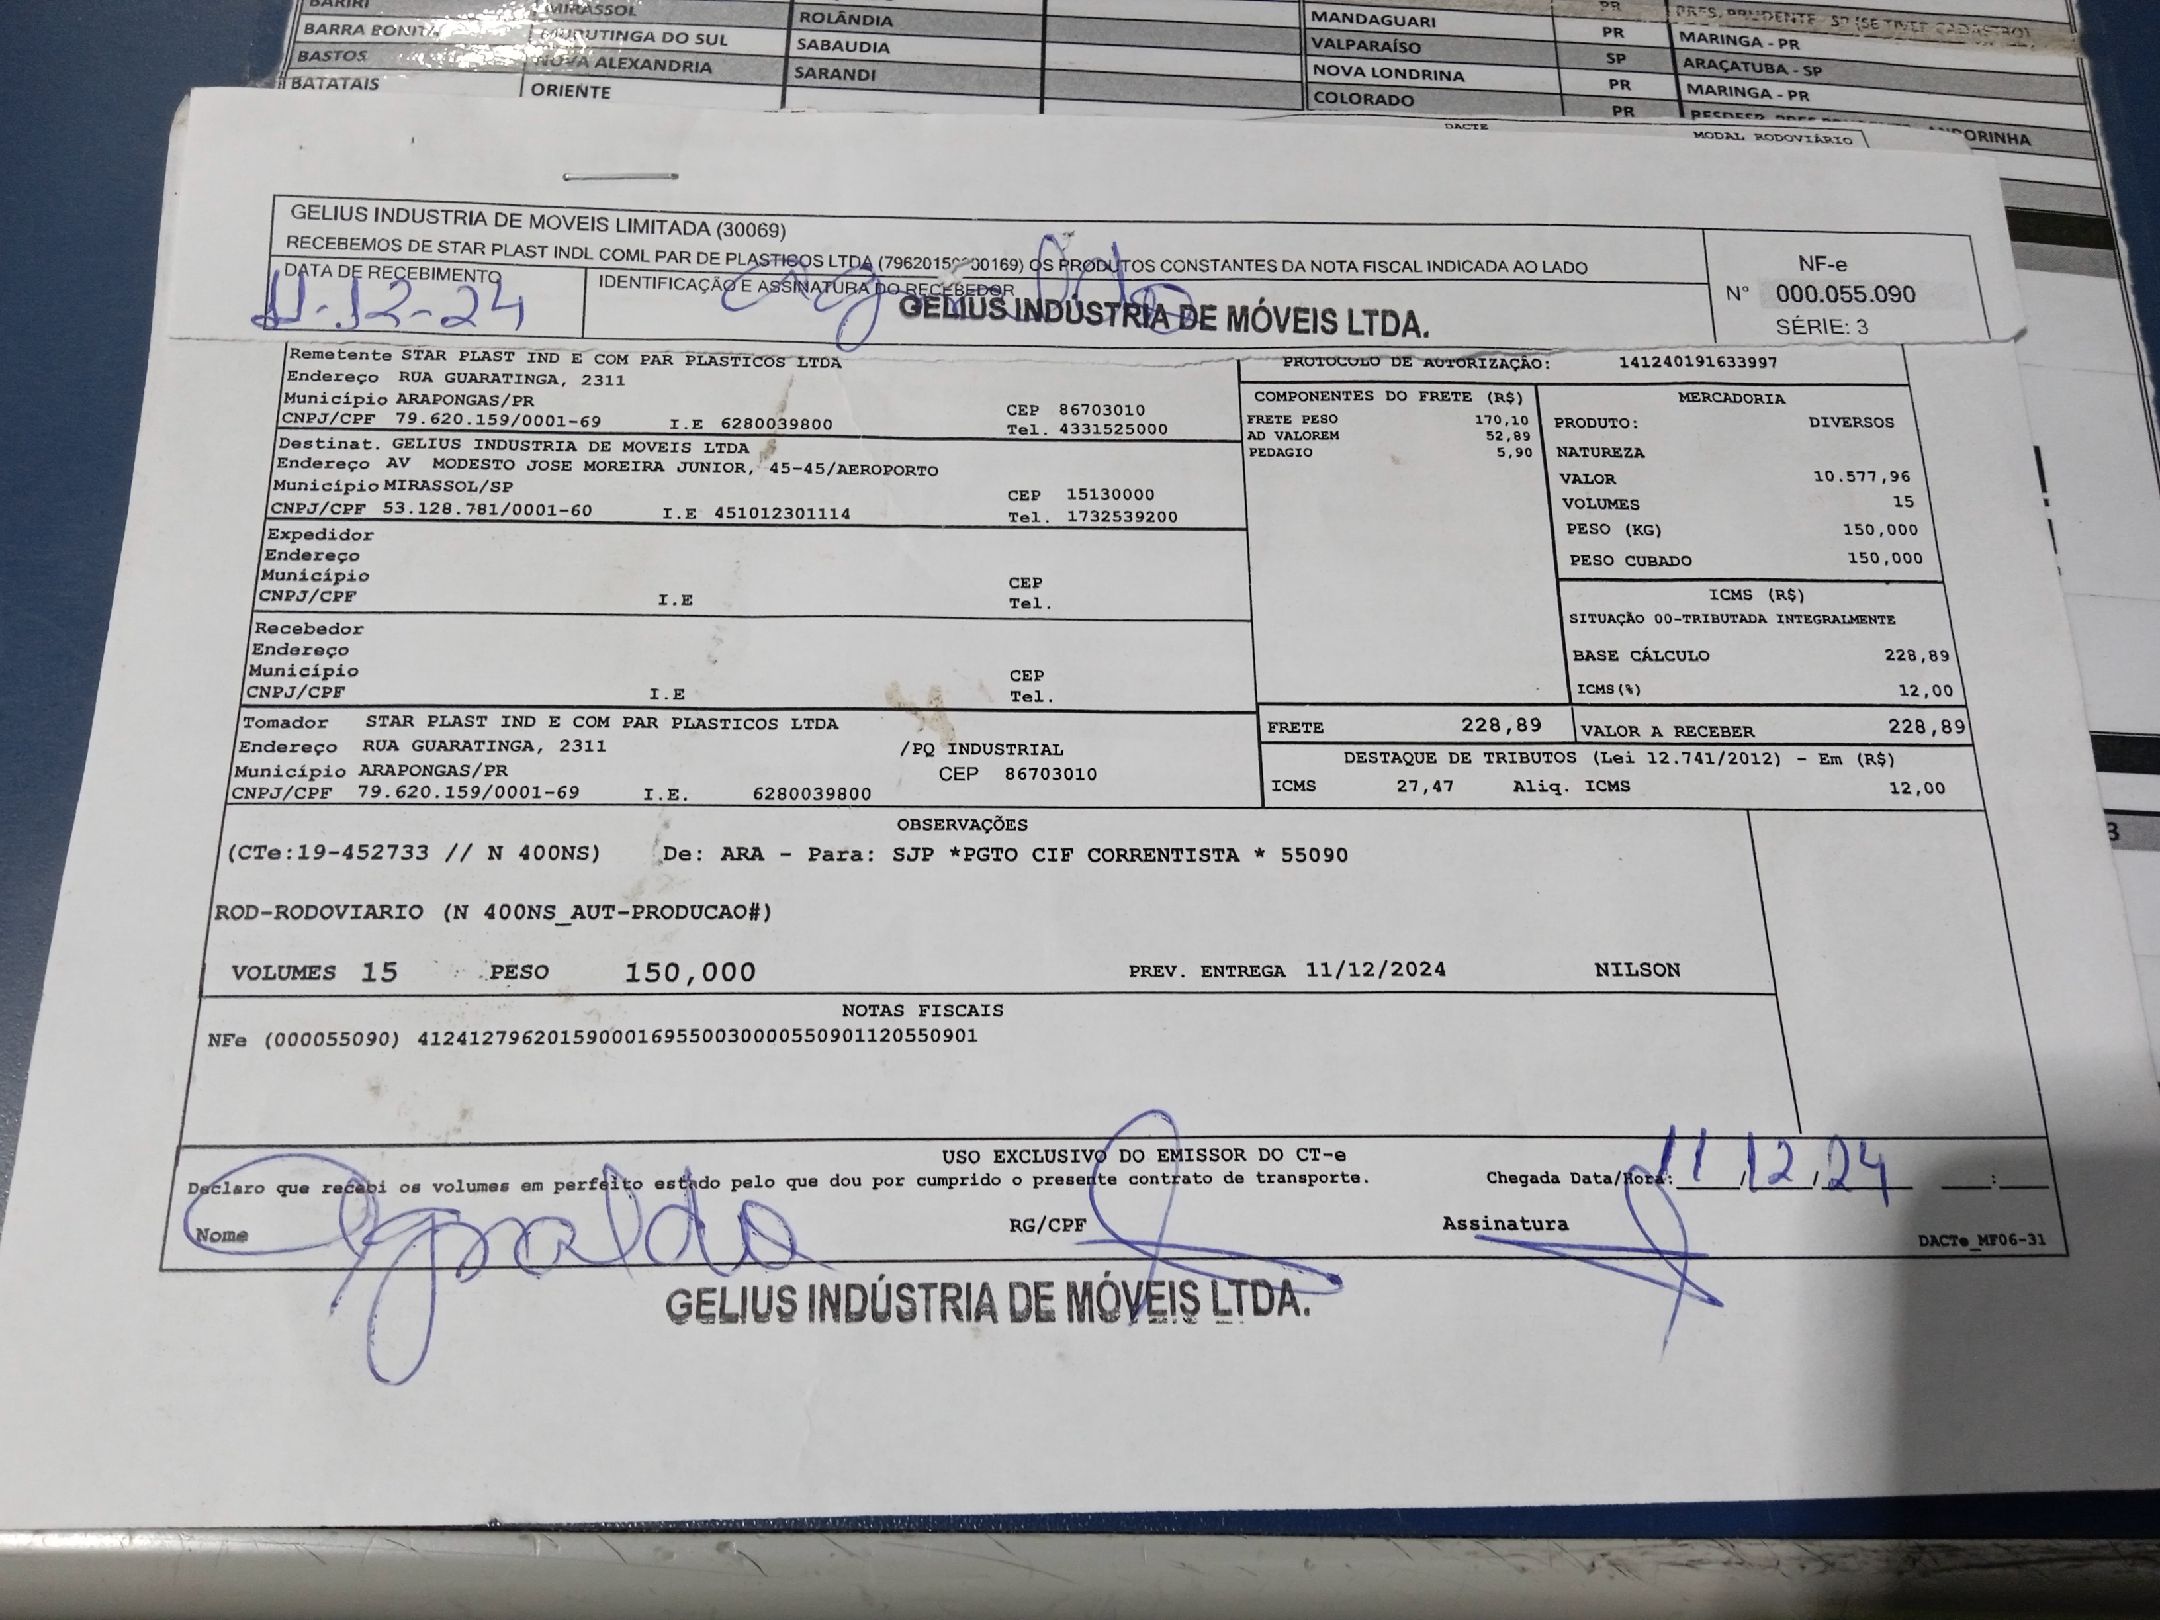 BARIRI MIRASSOL ROLÂNDIA MANDAGUARI PR PRES. PRUDENTE - SP (SE TIVER CADASTRO)
BARRA BONITA MURUTINGA DO SUL SABAUDIA VALPARAÍSO PR MARINGA - PR
BASTOS NOVA ALEXANDRIA SARANDI NOVA LONDRINA SP ARAÇATUBA - SP
BATATAIS ORIENTE COLORADO PR MARINGA - PR
PR
DACTE MODAL RODOVIÁRIO
GELIUS INDUSTRIA DE MOVEIS LIMITADA (30069)
RECEBEMOS DE STAR PLAST INDL COML PAR DE PLASTICOS LTDA OS PRODUTOS CONSTANTES DA NOTA FISCAL INDICADA AO LADO
NF-e
DATA DE RECEBIMENTO IDENTIFICAÇÃO E ASSINATURA DO RECEBEDOR
Nº 000.055.090
11-12-24
GELIUS INDÚSTRIA DE MÓVEIS LTDA.
SÉRIE: 3
Remetente STAR PLAST IND E COM PAR PLASTICOS LTDA
Endereço RUA GUARATINGA, 2311
Município ARAPONGAS/PR CEP 86703010
CNPJ/CPF 79.620.159/0001-69 I.E 6280039800 Tel. 4331525000
Destinat. GELIUS INDUSTRIA DE MOVEIS LTDA
Endereço AV MODESTO JOSE MOREIRA JUNIOR, 45-45/AEROPORTO
Município MIRASSOL/SP CEP 15130000
CNPJ/CPF 53.128.781/0001-60 I.E 451012301114 Tel. 1732539200
Expedidor
Endereço
Município CEP
CNPJ/CPF I.E Tel.
Recebedor
Endereço
Município CEP
CNPJ/CPF I.E Tel.
Tomador STAR PLAST IND E COM PAR PLASTICOS LTDA
Endereço RUA GUARATINGA, 2311 /PQ INDUSTRIAL
Município ARAPONGAS/PR CEP 86703010
CNPJ/CPF 79.620.159/0001-69 I.E. 6280039800
PROTOCOLO DE AUTORIZAÇÃO: 141240191633997
COMPONENTES DO FRETE (R$)
FRETE PESO 170,10
AD VALOREM 52,89
PEDAGIO 5,90
MERCADORIA
PRODUTO: DIVERSOS
NATUREZA
VALOR 10.577,96
VOLUMES 15
PESO (KG) 150,000
PESO CUBADO 150,000
ICMS (R$)
SITUAÇÃO 00-TRIBUTADA INTEGRALMENTE
BASE CÁLCULO 228,89
ICMS(%) 12,00
FRETE 228,89 VALOR A RECEBER 228,89
DESTAQUE DE TRIBUTOS (Lei 12.741/2012) - Em (R$)
ICMS 27,47 Aliq. ICMS 12,00
OBSERVAÇÕES
(CTe:19-452733 // N 400NS) De: ARA - Para: SJP *PGTO CIF CORRENTISTA * 55090
ROD-RODOVIARIO (N 400NS_AUT-PRODUCAO#)
VOLUMES 15 PESO 150,000 PREV. ENTREGA 11/12/2024 NILSON
NOTAS FISCAIS
NFe (000055090) 41241279620159000169550030000550901120550901
USO EXCLUSIVO DO EMISSOR DO CT-e
Declaro que recebi os volumes em perfeito estado pelo que dou por cumprido o presente contrato de transporte. Chegada Data/Hora: 11/12/24 :
Nome RG/CPF Assinatura
DACTe_MF06-31
GELIUS INDÚSTRIA DE MÓVEIS LTDA.